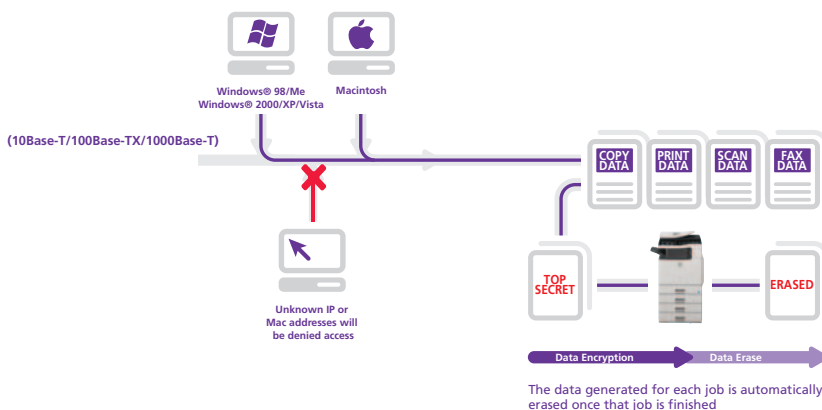 Windows® 98/Me
Windows® 2000/XP/Vista
Macintosh
(10Base-T/100Base-TX/1000Base-T)
COPY
DATA
PRINT
DATA
SCAN
DATA
FAX
DATA
Unknown IP or
Mac addresses will
be denied access
TOP
SECRET
ERASED
Data Encryption
Data Erase
The data generated for each job is automatically
erased once that job is finished